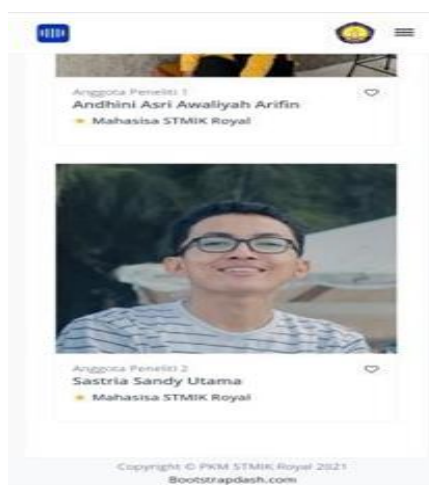 Anggota Peneliti 1
Andhini Asri Awaliyah Arifin
Mahasisa STMIK Royal
Anggota Peneliti 2
Sastria Sandy Utama
Mahasisa STMIK Royal
Copyright © PKM STMIK Royal 2021
Bootstrapdash.com